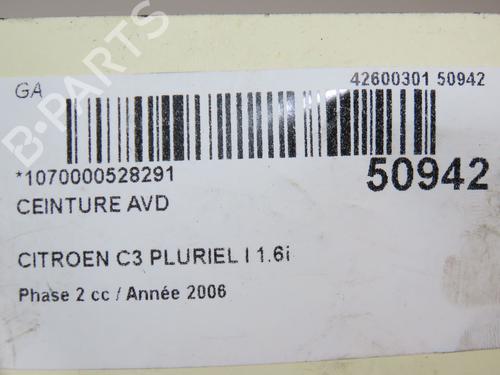 GA
42600301 50942
*1070000528291
50942
CEINTURE AVD
CITROEN C3 PLURIEL I 1.6i
Phase 2 cc / Année 2006
B-PARTS